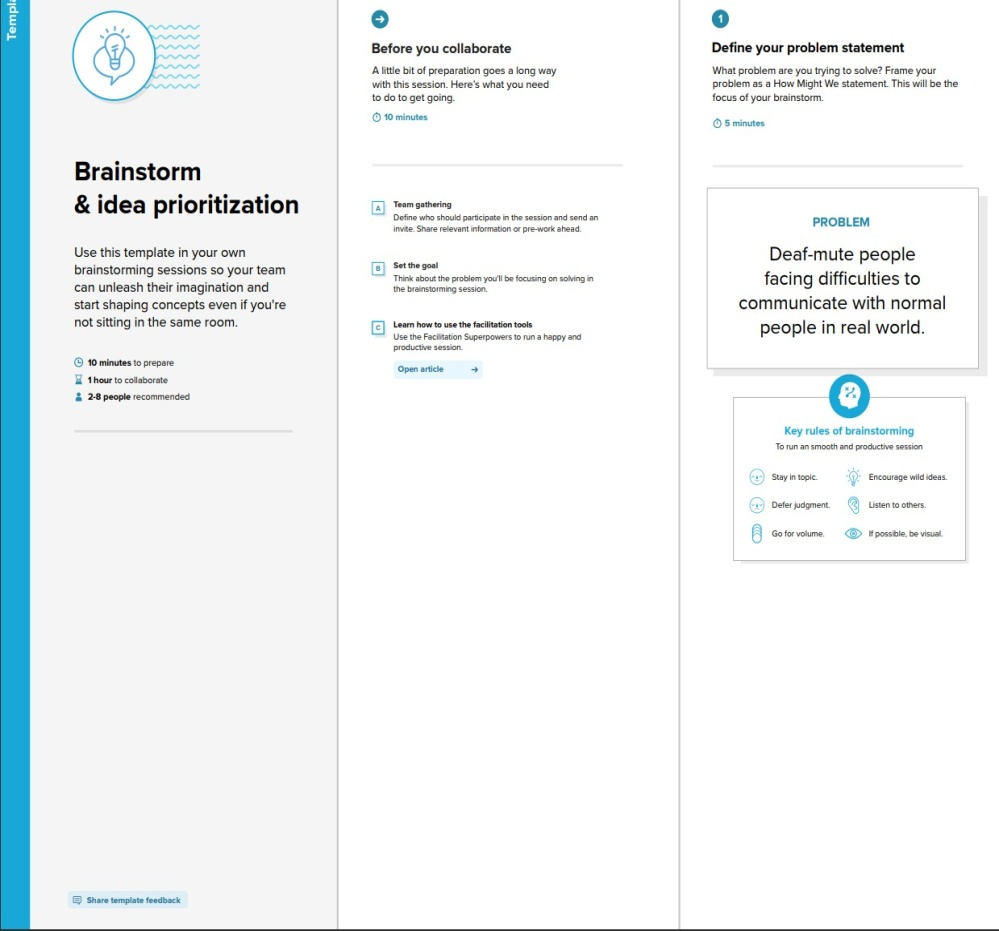 Templa
Brainstorm
& idea prioritization
Use this template in your own
brainstorming sessions so your team
can unleash their imagination and
start shaping concepts even if you're
not sitting in the same room.
10 minutes to prepare
1 hour to collaborate
2-8 people recommended
Share template feedback
Before you collaborate
A little bit of preparation goes a long way
with this session. Here's what you need
to do to get going.
10 minutes
A
Team gathering
Define who should participate in the session and send an
invite. Share relevant information or pre-work ahead.
B
Set the goal
Think about the problem you'll be focusing on solving in
the brainstorming session.
C
Learn how to use the facilitation tools
Use the Facilitation Superpowers to run a happy and
productive session.
Open article
1
Define your problem statement
What problem are you trying to solve? Frame your
problem as a How Might We statement. This will be the
focus of your brainstorm.
5 minutes
PROBLEM
Deaf-mute people
facing difficulties to
communicate with normal
people in real world.
Key rules of brainstorming
To run an smooth and productive session
Stay in topic.
Encourage wild ideas.
Defer judgment.
Listen to others.
Go for volume.
If possible, be visual.